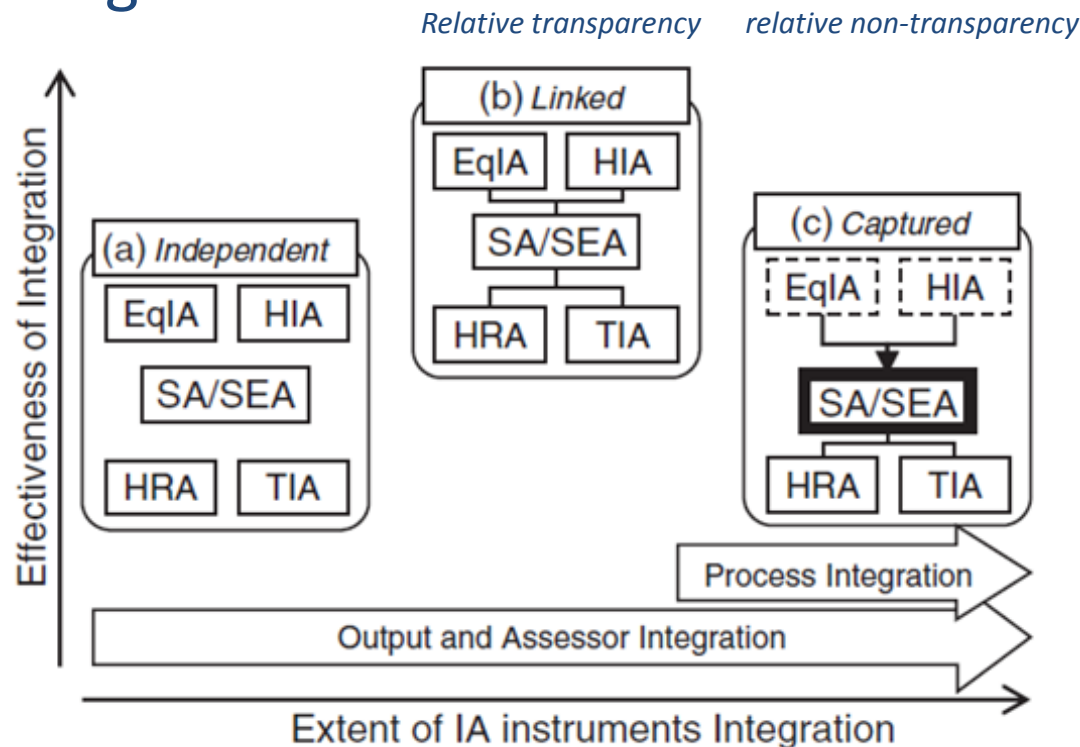 g
Relative transparency
relative non-transparency
Effectiveness of Integration
(a) Independent
EqIA
HIA
SA/SEA
HRA
TIA
(b) Linked
EqIA
HIA
SA/SEA
HRA
TIA
(c) Captured
EqIA
HIA
SA/SEA
HRA
TIA
Process Integration
Output and Assessor Integration
Extent of IA instruments Integration